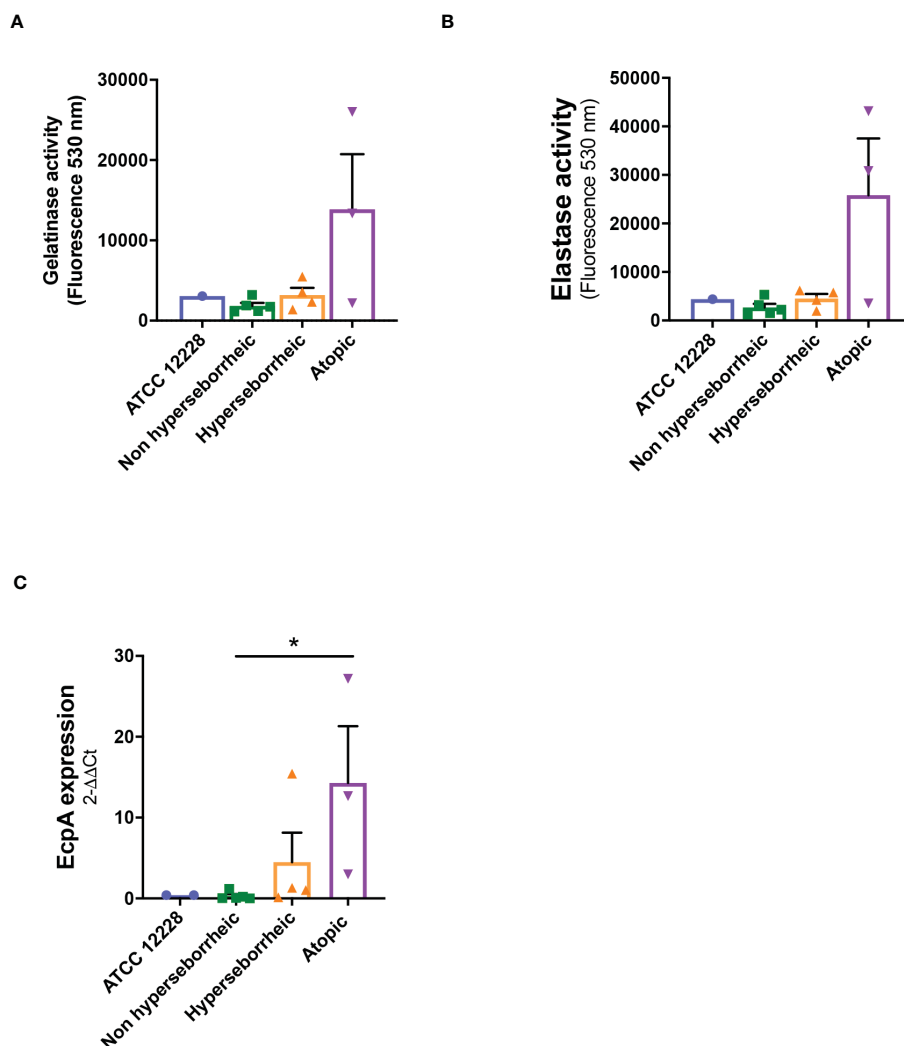 A
Gelatinase activity
(Fluorescence 530 nm)
30000
20000
10000
0
ATCC 12228
Non hyperseborrheic
Hyperseborrheic
Atopic
B
Elastase activity
(Fluorescence 530 nm)
50000
40000
30000
20000
10000
0
ATCC 12228
Non hyperseborrheic
Hyperseborrheic
Atopic
C
EcpA expression
2-ΔΔCt
30
20
10
0
*
ATCC 12228
Non hyperseborrheic
Hyperseborrheic
Atopic